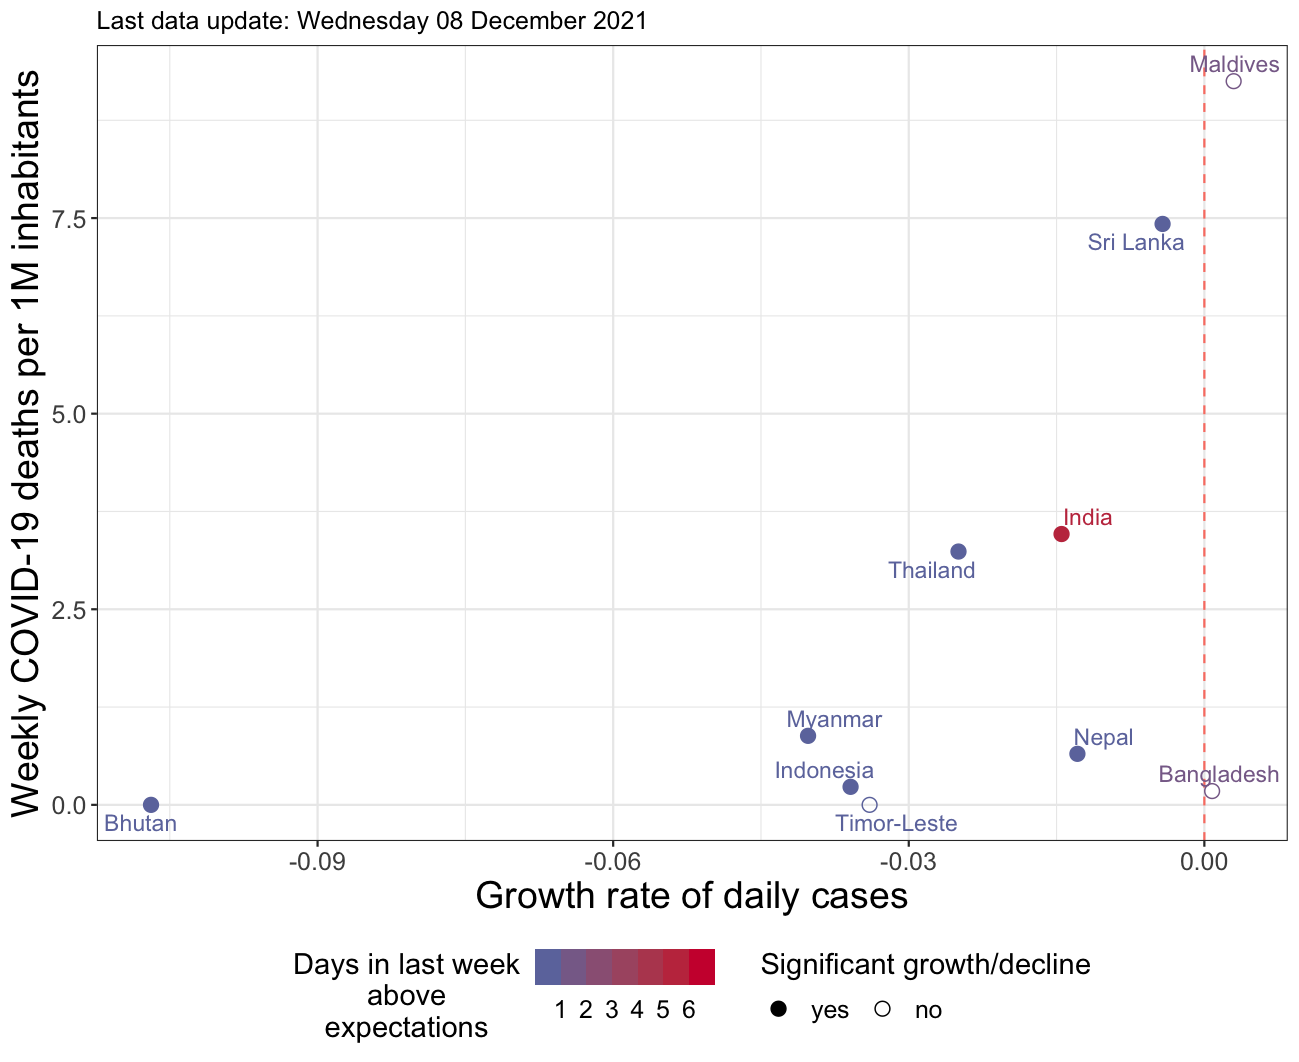 Last data update: Wednesday 08 December 2021
Weekly COVID-19 deaths per 1M inhabitants
Maldives
7.5
Sri Lanka
5.0
India
Thailand
2.5
Myanmar
Nepal
Indonesia
Bangladesh
0.0
Bhutan
Timor-Leste
-0.09 -0.06 -0.03 0.00
Growth rate of daily cases
Days in last week
above
expectations
1 2 3 4 5 6
Significant growth/decline
yes no